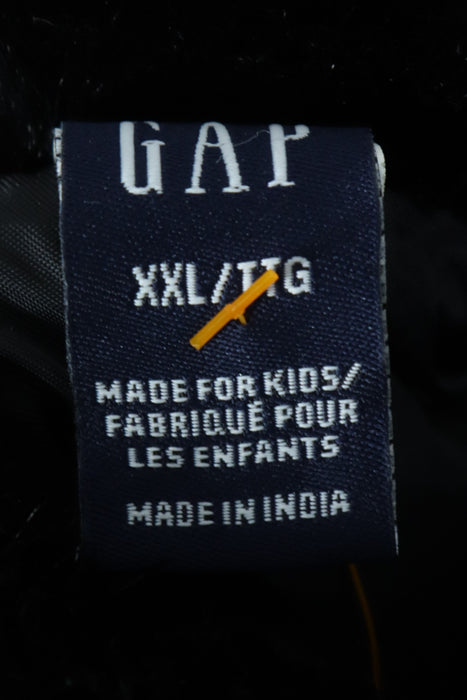 GAP
XXL/TTG
MADE FOR KIDS/
FABRIQUÉ POUR
LES ENFANTS
MADE IN INDIA